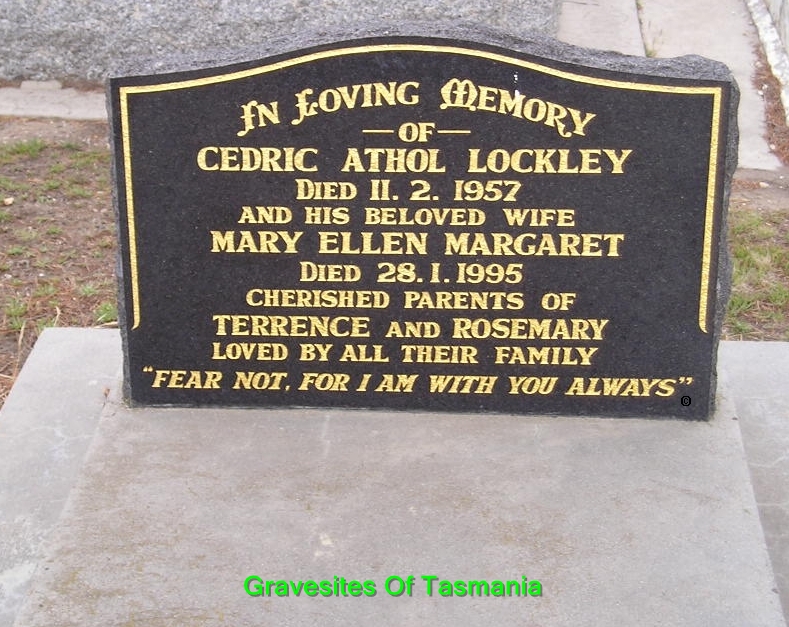 In Loving Memory
— OF —
CEDRIC ATHOL LOCKLEY
DIED 11. 2. 1957
AND HIS BELOVED WIFE
MARY ELLEN MARGARET
DIED 28. 1. 1995
CHERISHED PARENTS OF
TERRENCE AND ROSEMARY
LOVED BY ALL THEIR FAMILY
"FEAR NOT, FOR I AM WITH YOU ALWAYS"
©
Gravesites Of Tasmania